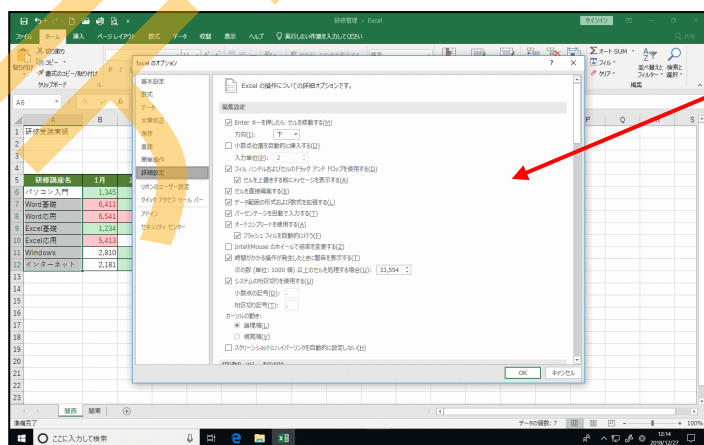 研修管理 - Excel
サインイン
ファイル ホーム 挿入 ページ レイアウト 数式 データ 校閲 表示 ヘルプ 実行したい作業を入力してください 共有
切り取り
コピー
書式のコピー/貼り付け
貼り付け
クリップボード
標準
Σ オート SUM
クリア
並べ替えと フィルター
検索と 選択
編集
A6
Excel のオプション ? ×
基本設定
数式
データ
文章校正
保存
言語
簡単操作
詳細設定
リボンのユーザー設定
クイック アクセス ツール バー
アドイン
セキュリティ センター
Excel の操作についての詳細オプションです。
編集設定
Enter キーを押したら、セルを移動する(M)
方向(I): 下
小数点位置を自動的に挿入する(D)
入力単位(P): 2
フィル ハンドルおよびセルのドラッグ アンド ドロップを使用する(D)
セルを上書きする前にメッセージを表示する(A)
セルを直接編集する(E)
データ範囲の形式および数式を拡張する(L)
パーセンテージを自動で入力する(T)
オートコンプリートを使用する(A)
フラッシュ フィルを自動的に行う(F)
IntelliMouse のホイールで倍率を変更する(Z)
時間がかかる操作が発生したときに警告を表示する(T)
次の数 (単位: 1000 個) 以上のセルを処理する場合(U): 33,554
システムの桁区切りを使用する(U)
小数点の記号(D): .
桁区切り記号(T): ,
カーソルの動き:
論理順(L)
視覚順(V)
スクリーンショットにハイパーリンクを自動的に設定しない(H)
OK キャンセル
A B P Q R S
1 研修受講実績
2
3
4
5 研修講座名 1月
6 パソコン入門 1,345
7 Word基礎 6,411
8 Word応用 6,541
9 Excel基礎 1,234
10 Excel応用 5,413
11 Windows 2,810
12 インターネット 2,181
13
14
15
16
17
18
19
20
21
22
23
関西 関東
準備完了 データの個数: 7 100%
ここに入力して検索
12:14
2018/12/27